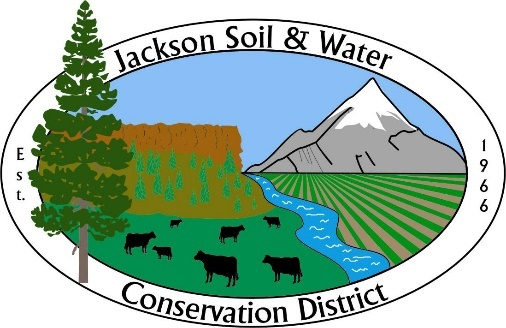 Jackson Soil & Water
Est.
1966
Conservation District